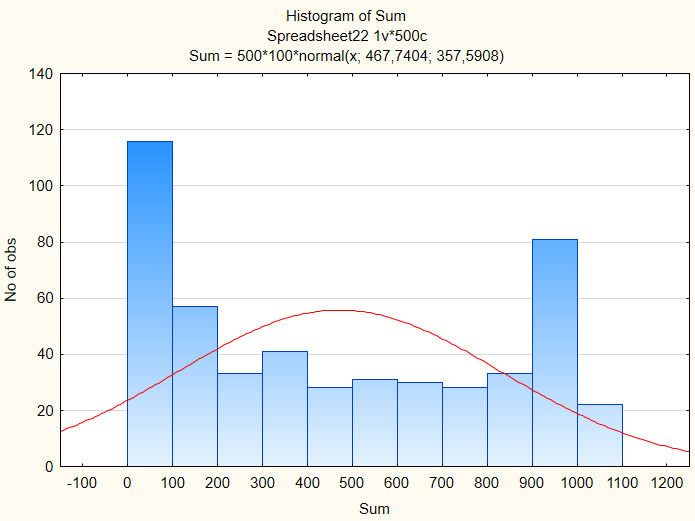 Histogram of Sum
Spreadsheet22 1v*500c
Sum = 500*100*normal(x; 467,7404; 357,5908)
140
120
100
80
60
40
20
0
No of obs
-100 0 100 200 300 400 500 600 700 800 900 1000 1100 1200
Sum